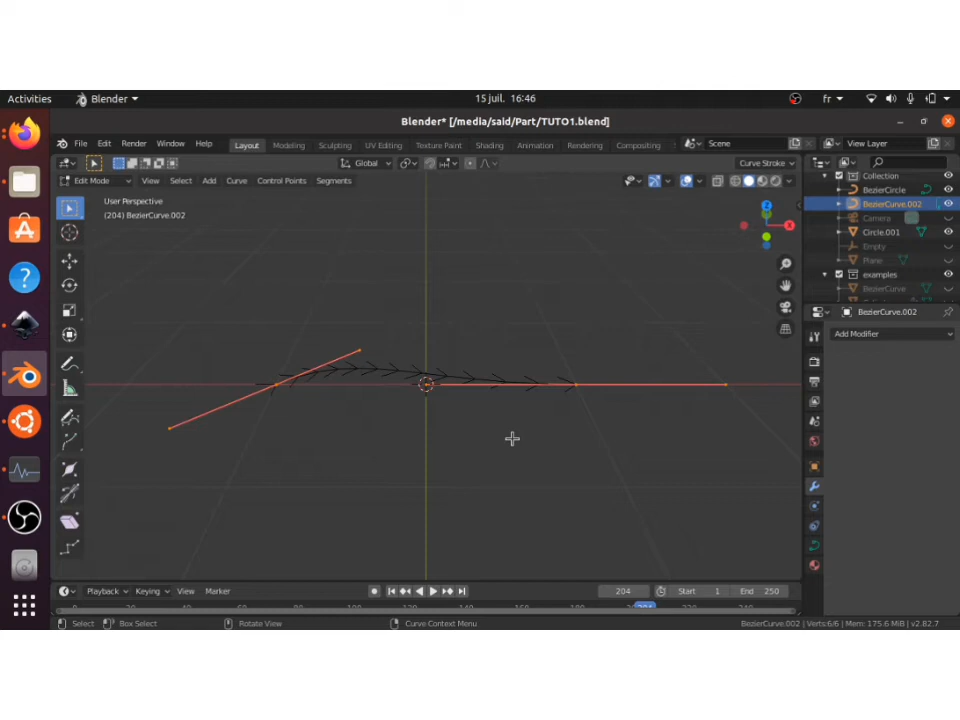 Activities Blender 15 juil. 16:46 fr
Blender* [/media/said/Part/TUTO1.blend]
File Edit Render Window Help Layout Modeling Sculpting UV Editing Texture Paint Shading Animation Rendering Compositing Scene View Layer
Global Curve Stroke
Edit Mode View Select Add Curve Control Points Segments
User Perspective
(204) BezierCurve.002
Z
X
Collection
BezierCircle
BezierCurve.002
Camera
Circle.001
Empty
Plane
examples
BezierCurve
BezierCurve.002
Add Modifier
Playback Keying View Marker 204 Start 1 End 250
Select Box Select Rotate View Curve Context Menu BezierCurve.002 | Verts:6/6 | Mem: 175.6 MiB | v2.82.7